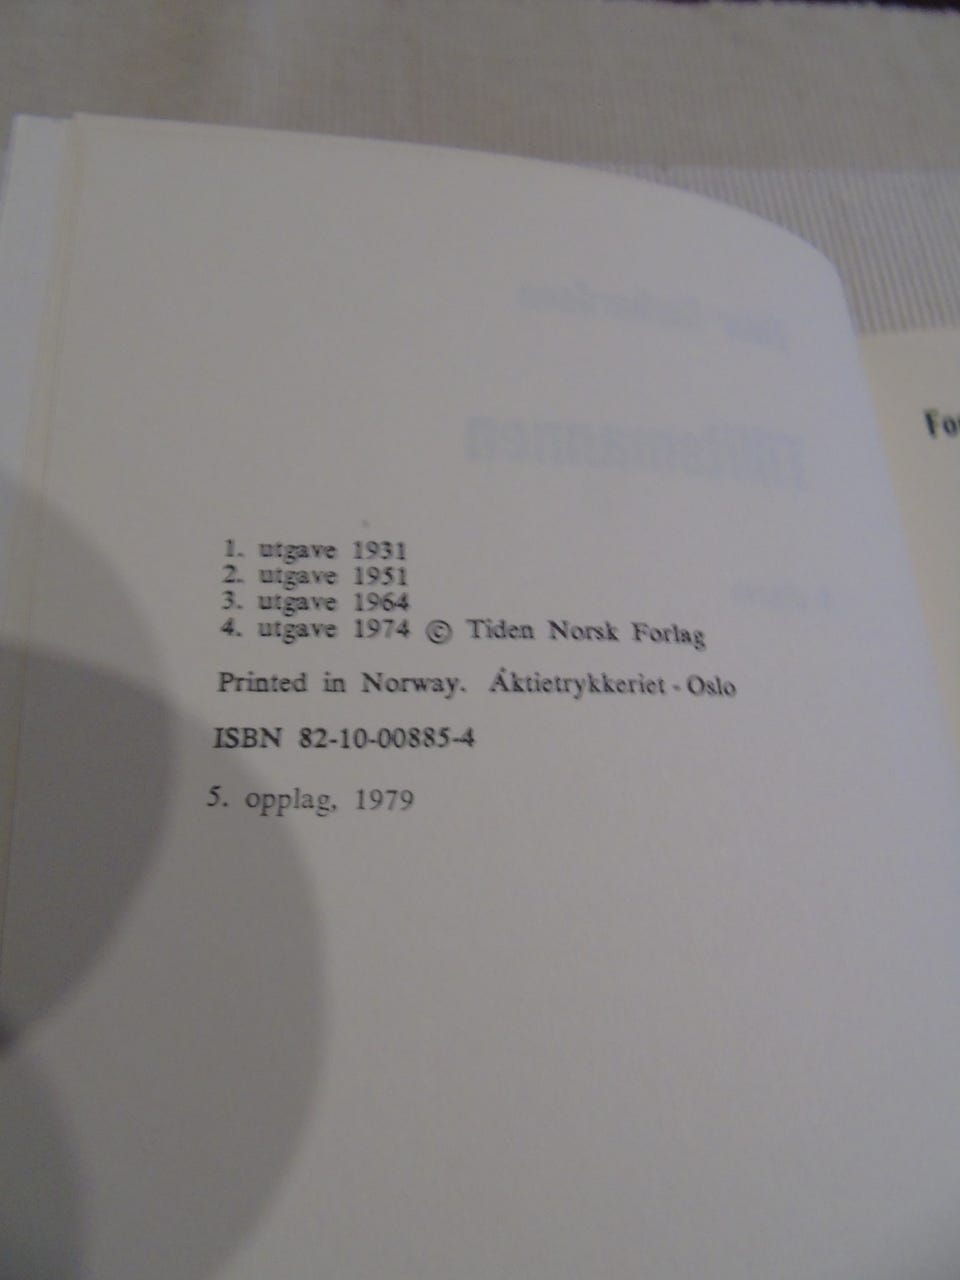 1. utgave 1931
2. utgave 1951
3. utgave 1964
4. utgave 1974 © Tiden Norsk Forlag
Printed in Norway. Aktietrykkeriet - Oslo
ISBN 82-10-00885-4
5. opplag, 1979